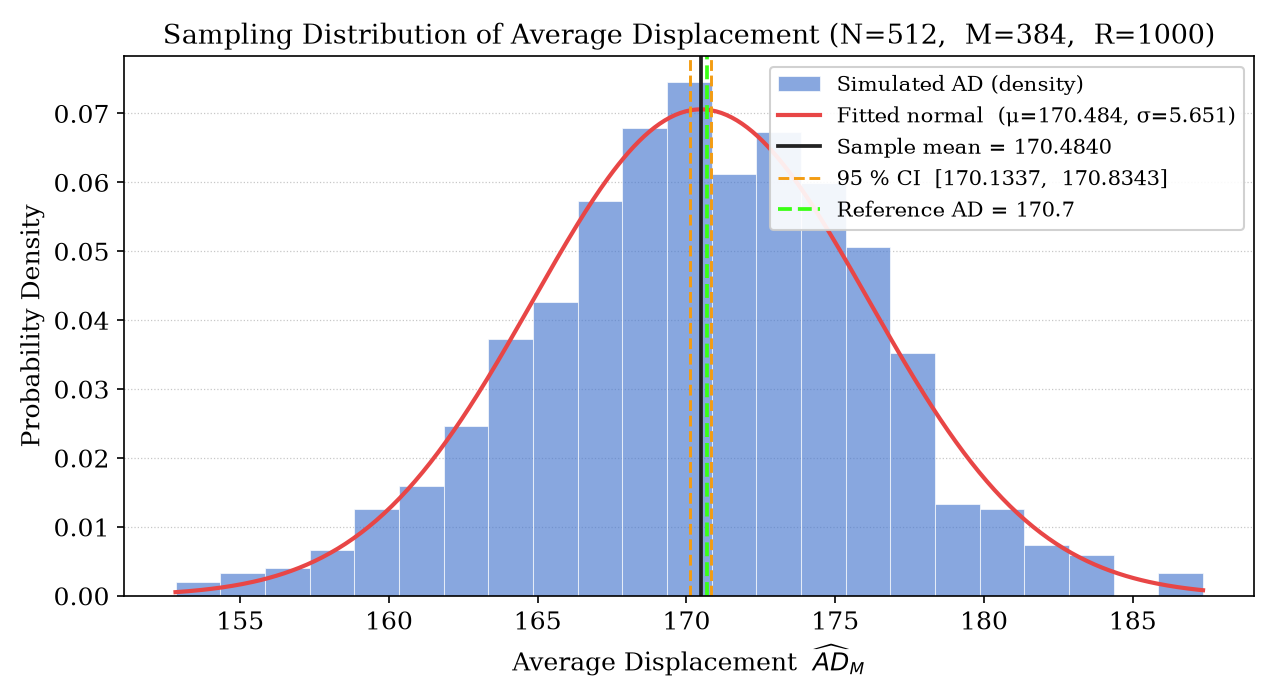 Sampling Distribution of Average Displacement (N=512,  M=384,  R=1000)
Simulated AD (density)
Fitted normal  (μ=170.484, σ=5.651)
Sample mean = 170.4840
95 % CI  [170.1337,  170.8343]
Reference AD = 170.7
Probability Density
0.07
0.06
0.05
0.04
0.03
0.02
0.01
0.00
155 160 165 170 175 180 185
Average Displacement $\widehat{AD}_M$